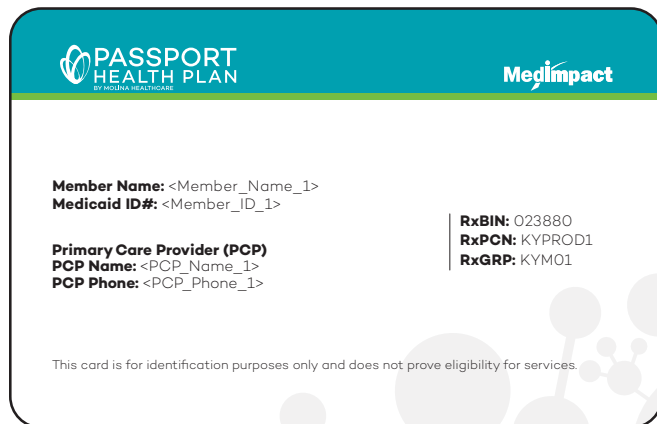 PASSPORT
HEALTH PLAN
BY MOLINA HEALTHCARE
MedImpact
Member Name: <Member_Name_1>
Medicaid ID#: <Member_ID_1>
Primary Care Provider (PCP)
PCP Name: <PCP_Name_1>
PCP Phone: <PCP_Phone_1>
RxBIN: 023880
RxPCN: KYPROD1
RxGRP: KYM01
This card is for identification purposes only and does not prove eligibility for services.